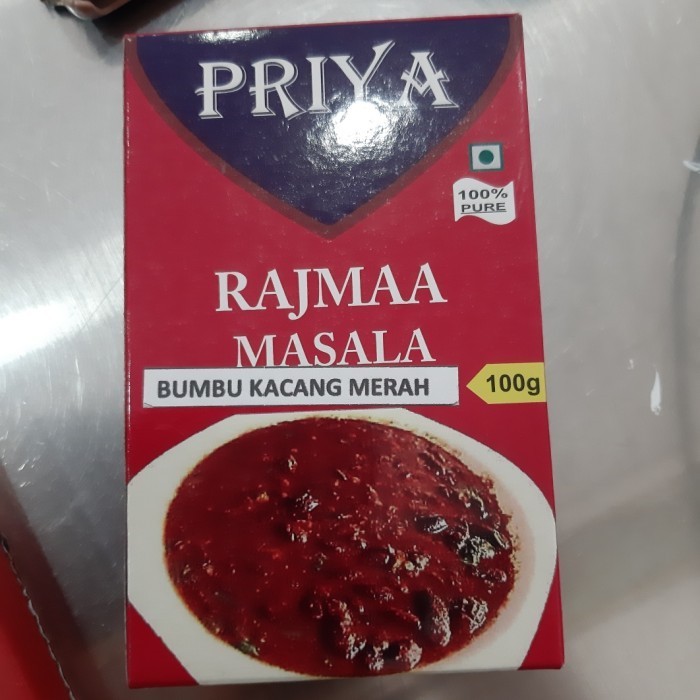 PRIYA
100%
PURE
RAJMAA
MASALA
BUMBU KACANG MERAH
100g